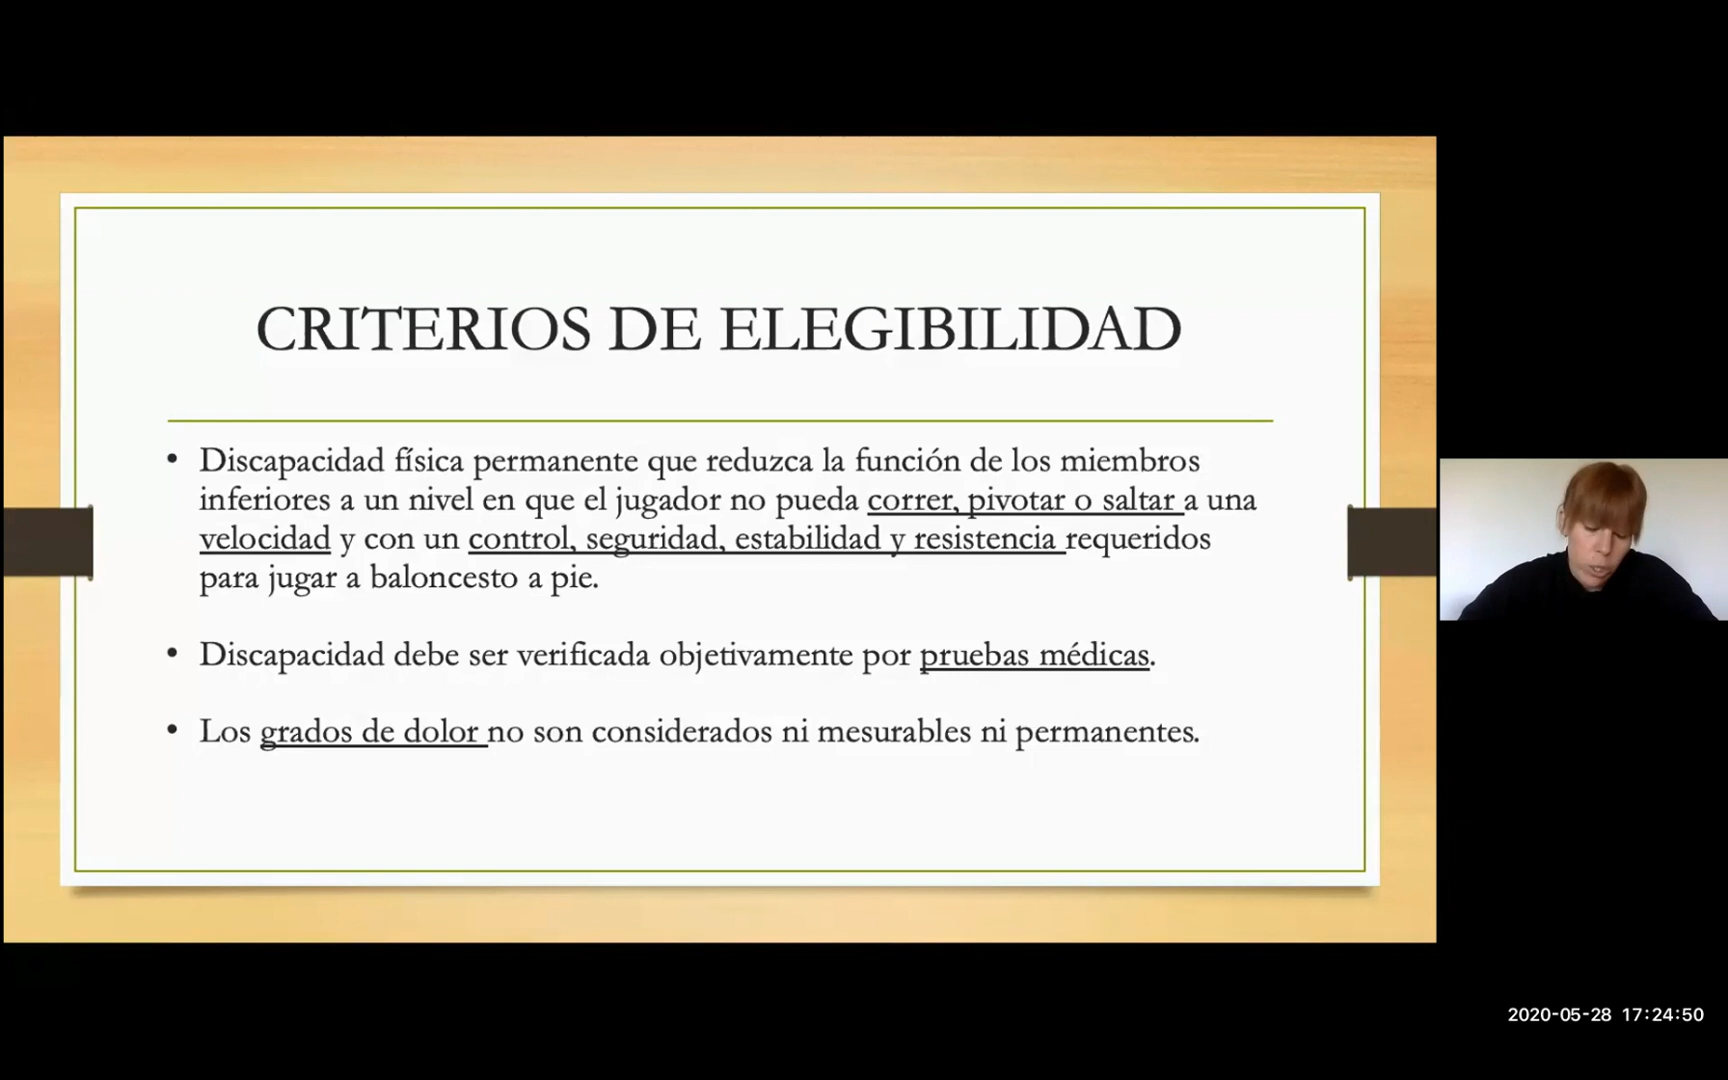 CRITERIOS DE ELEGIBILIDAD
• Discapacidad física permanente que reduzca la función de los miembros
inferiores a un nivel en que el jugador no pueda correr, pivotar o saltar a una
velocidad y con un control, seguridad, estabilidad y resistencia requeridos
para jugar a baloncesto a pie.
• Discapacidad debe ser verificada objetivamente por pruebas médicas.
• Los grados de dolor no son considerados ni mesurables ni permanentes.
2020-05-28 17:24:50